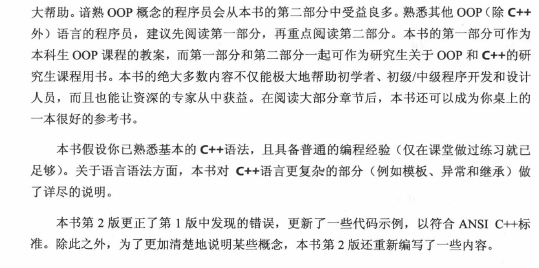 大帮助。谙熟 OOP 概念的程序员会从本书的第二部分中受益良多。熟悉其他 OOP（除 C++
外）语言的程序员，建议先阅读第一部分，再重点阅读第二部分。本书的第一部分可作为
本科生 OOP 课程的教案，而第一部分和第二部分一起可作为研究生关于 OOP 和 C++的研
究生课程用书。本书的绝大多数内容不仅能极大地帮助初学者、初级/中级程序开发和设计
人员，而且也能让资深的专家从中获益。在阅读大部分章节后，本书还可以成为你桌上的
一本很好的参考书。
本书假设你已熟悉基本的 C++语法，且具备普通的编程经验（仅在课堂做过练习就已
足够）。关于语言语法方面，本书对 C++语言更复杂的部分（例如模板、异常和继承）做
了详尽的说明。
本书第 2 版更正了第 1 版中发现的错误，更新了一些代码示例，以符合 ANSI C++标
准。除此之外，为了更加清楚地说明某些概念，本书第 2 版还重新编写了一些内容。